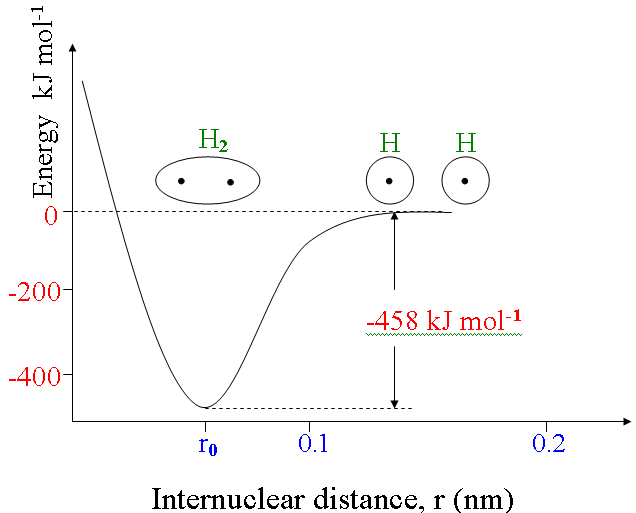 Energy kJ mol-1
H2
H H
0
-200
-458 kJ mol-1
-400
r0 0.1 0.2
Internuclear distance, r (nm)